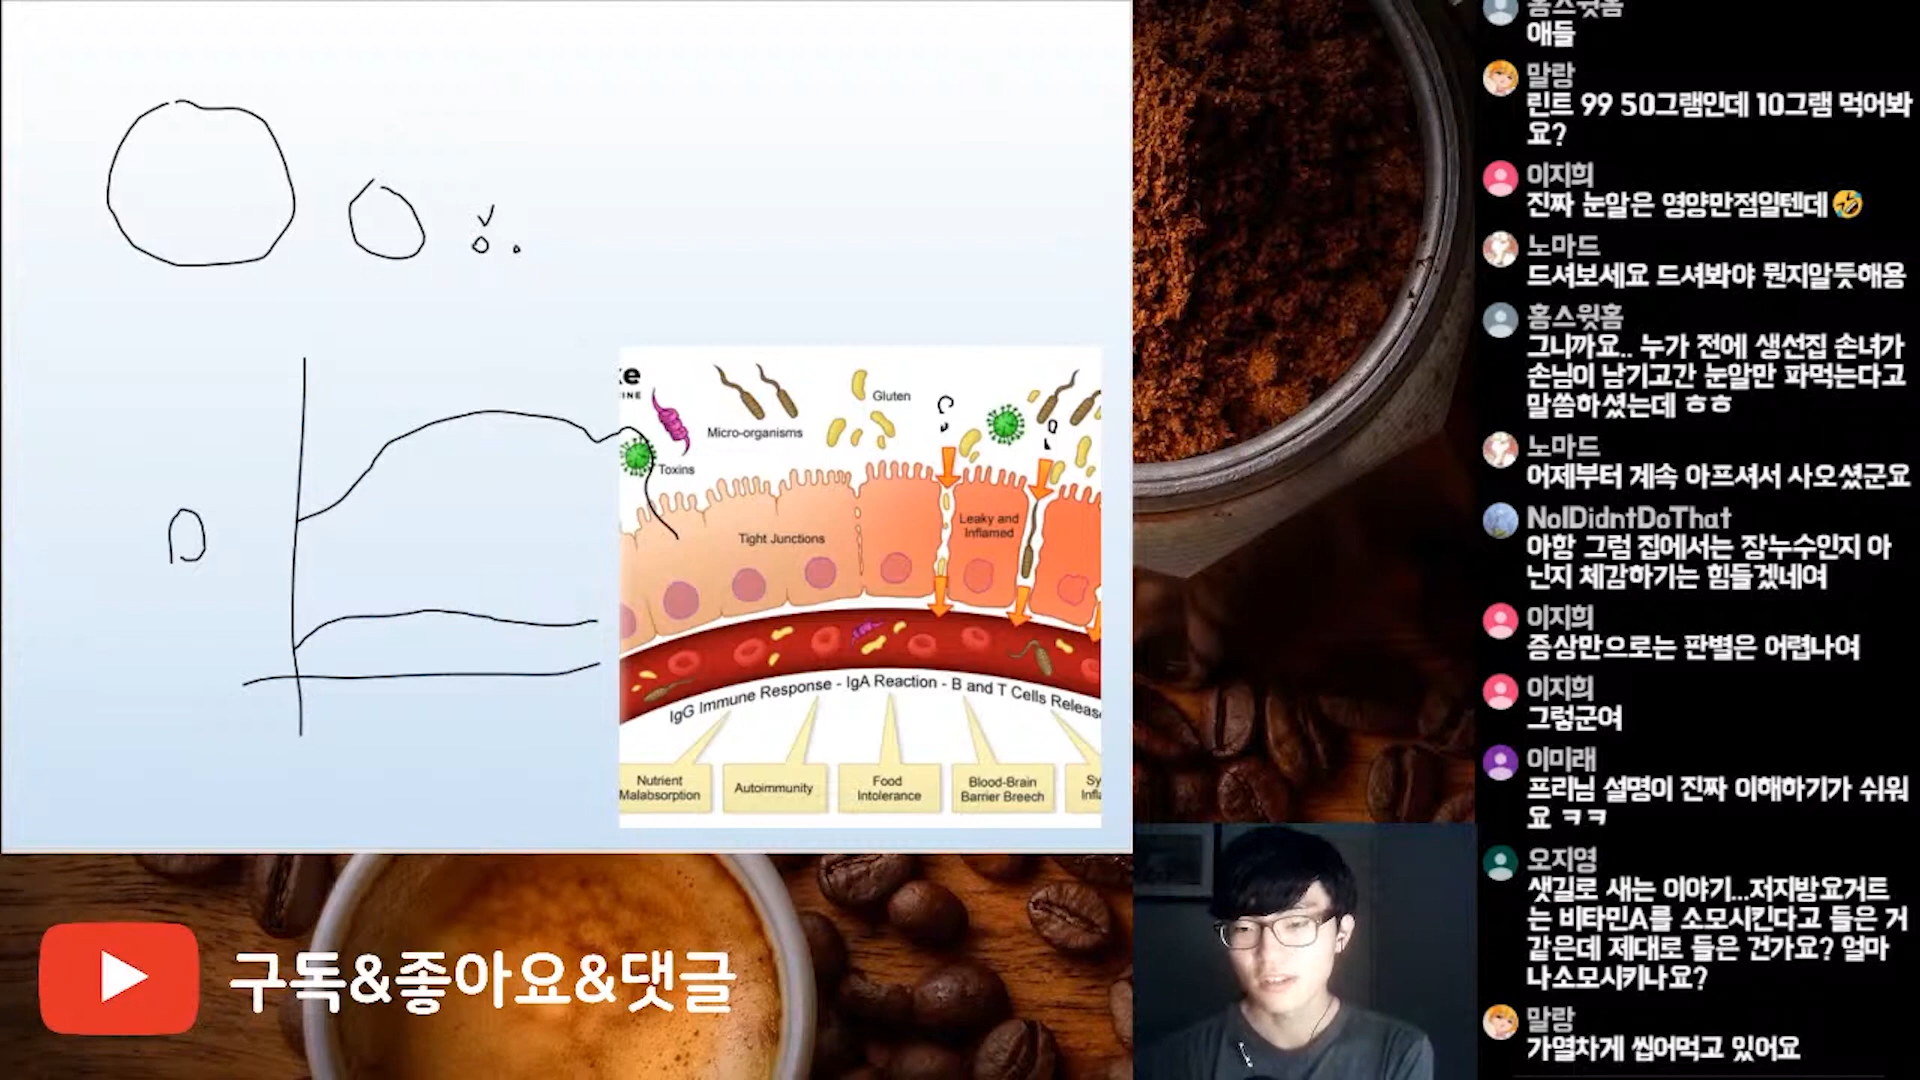 ke
INE
Micro-organisms
Gluten
Toxins
Tight Junctions
Leaky and
Inflamed
IgG Immune Response - IgA Reaction - B and T Cells Releas
Nutrient
Malabsorption
Autoimmunity
Food
Intolerance
Blood-Brain
Barrier Breech
Sy
Infla
D
구독&좋아요&댓글
홈스윗홈
애들
말랑
린트 99 50그램인데 10그램 먹어봐
요?
이지희
진짜 눈알은 영양만점일텐데🤣
노마드
드셔보세요 드셔봐야 뭔지알듯해용
홈스윗홈
그니까요.. 누가 전에 생선집 손녀가
손님이 남기고간 눈알만 파먹는다고
말씀하셨는데 ㅎㅎ
노마드
어제부터 계속 아프셔서 사오셨군요
NoIDidntDoThat
아항 그럼 집에서는 장누수인지 아
닌지 체감하기는 힘들겠네여
이지희
증상만으로는 판별은 어렵나여
이지희
그렇군여
이미래
프리님 설명이 진짜 이해하기가 쉬워
요 ㅋㅋ
오지영
샛길로 새는 이야기...저지방요거트
는 비타민A를 소모시킨다고 들은 거
같은데 제대로 들은 건가요? 얼마
나소모시키나요?
말랑
가열차게 씹어먹고 있어요